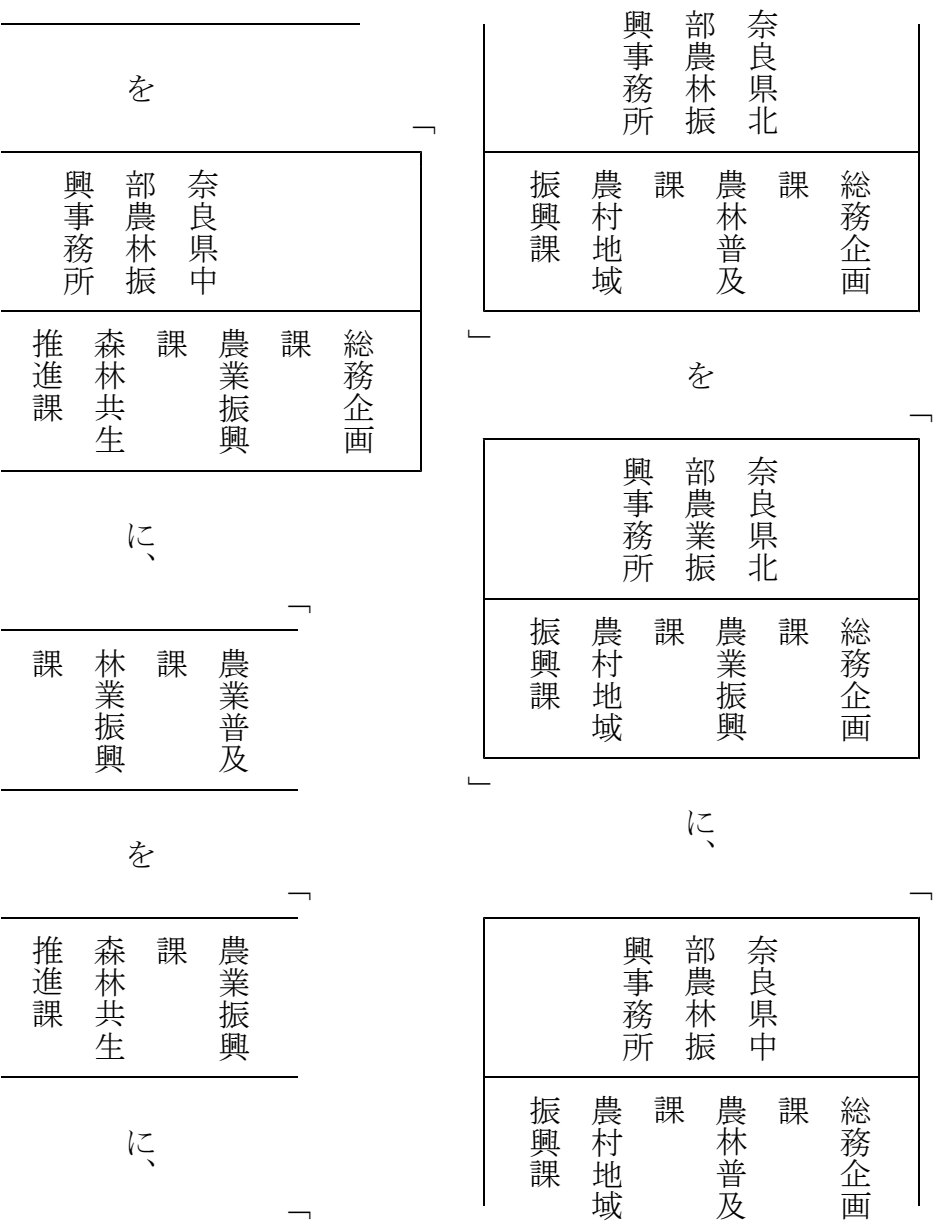 奈良県北
部農林振
興事務所
総務企画
課
農林普及
課
農村地域
振興課
」
を
「
奈良県北
部農業振
興事務所
総務企画
課
農業振興
課
農村地域
振興課
」
に、
「
奈良県中
部農林振
興事務所
総務企画
課
農林普及
課
農村地域
振興課
を
「
奈良県中
部農林振
興事務所
総務企画
課
農業振興
課
森林共生
推進課
に、
「
農業普及
課
林業振興
課
を
「
農業振興
課
森林共生
推進課
に、
「